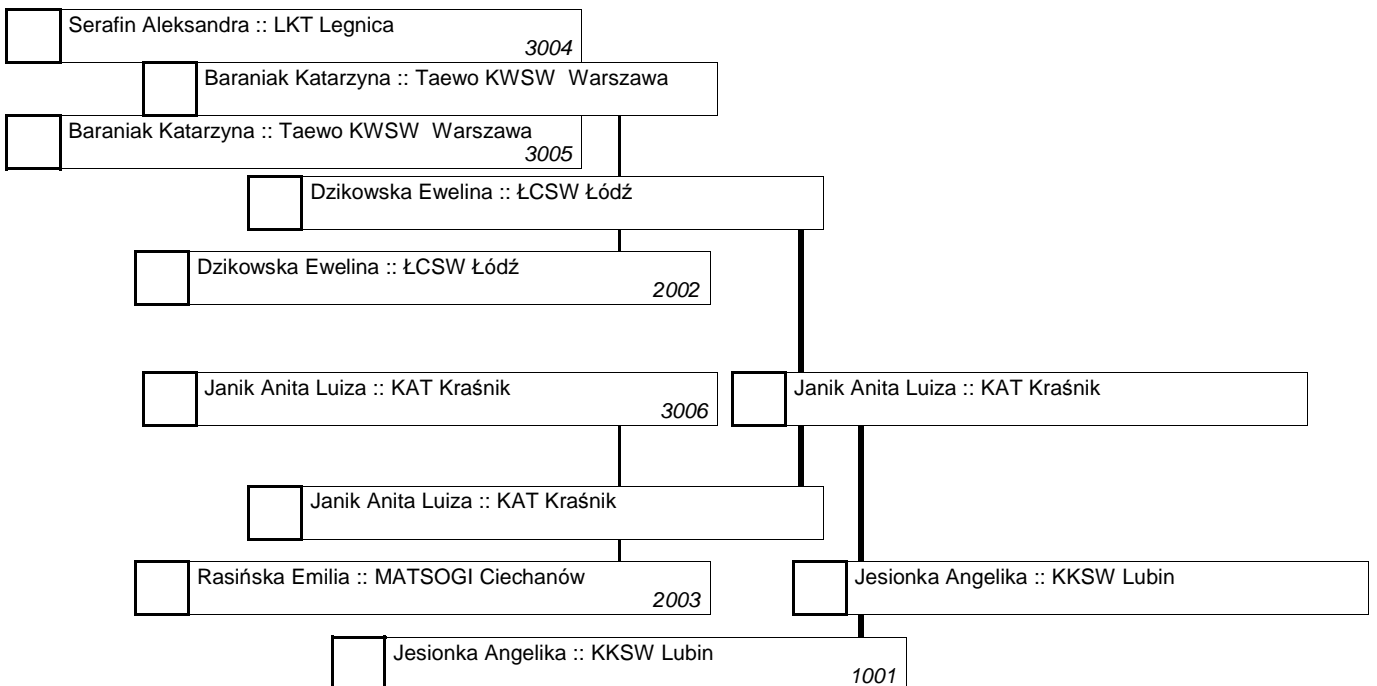 Serafin Aleksandra :: LKT Legnica
3004
Baraniak Katarzyna :: Taewo KWSW  Warszawa
Baraniak Katarzyna :: Taewo KWSW  Warszawa
3005
Dzikowska Ewelina :: ŁCSW Łódź
Dzikowska Ewelina :: ŁCSW Łódź
2002
Janik Anita Luiza :: KAT Kraśnik
3006
Janik Anita Luiza :: KAT Kraśnik
Janik Anita Luiza :: KAT Kraśnik
Rasińska Emilia :: MATSOGI Ciechanów
2003
Jesionka Angelika :: KKSW Lubin
Jesionka Angelika :: KKSW Lubin
1001